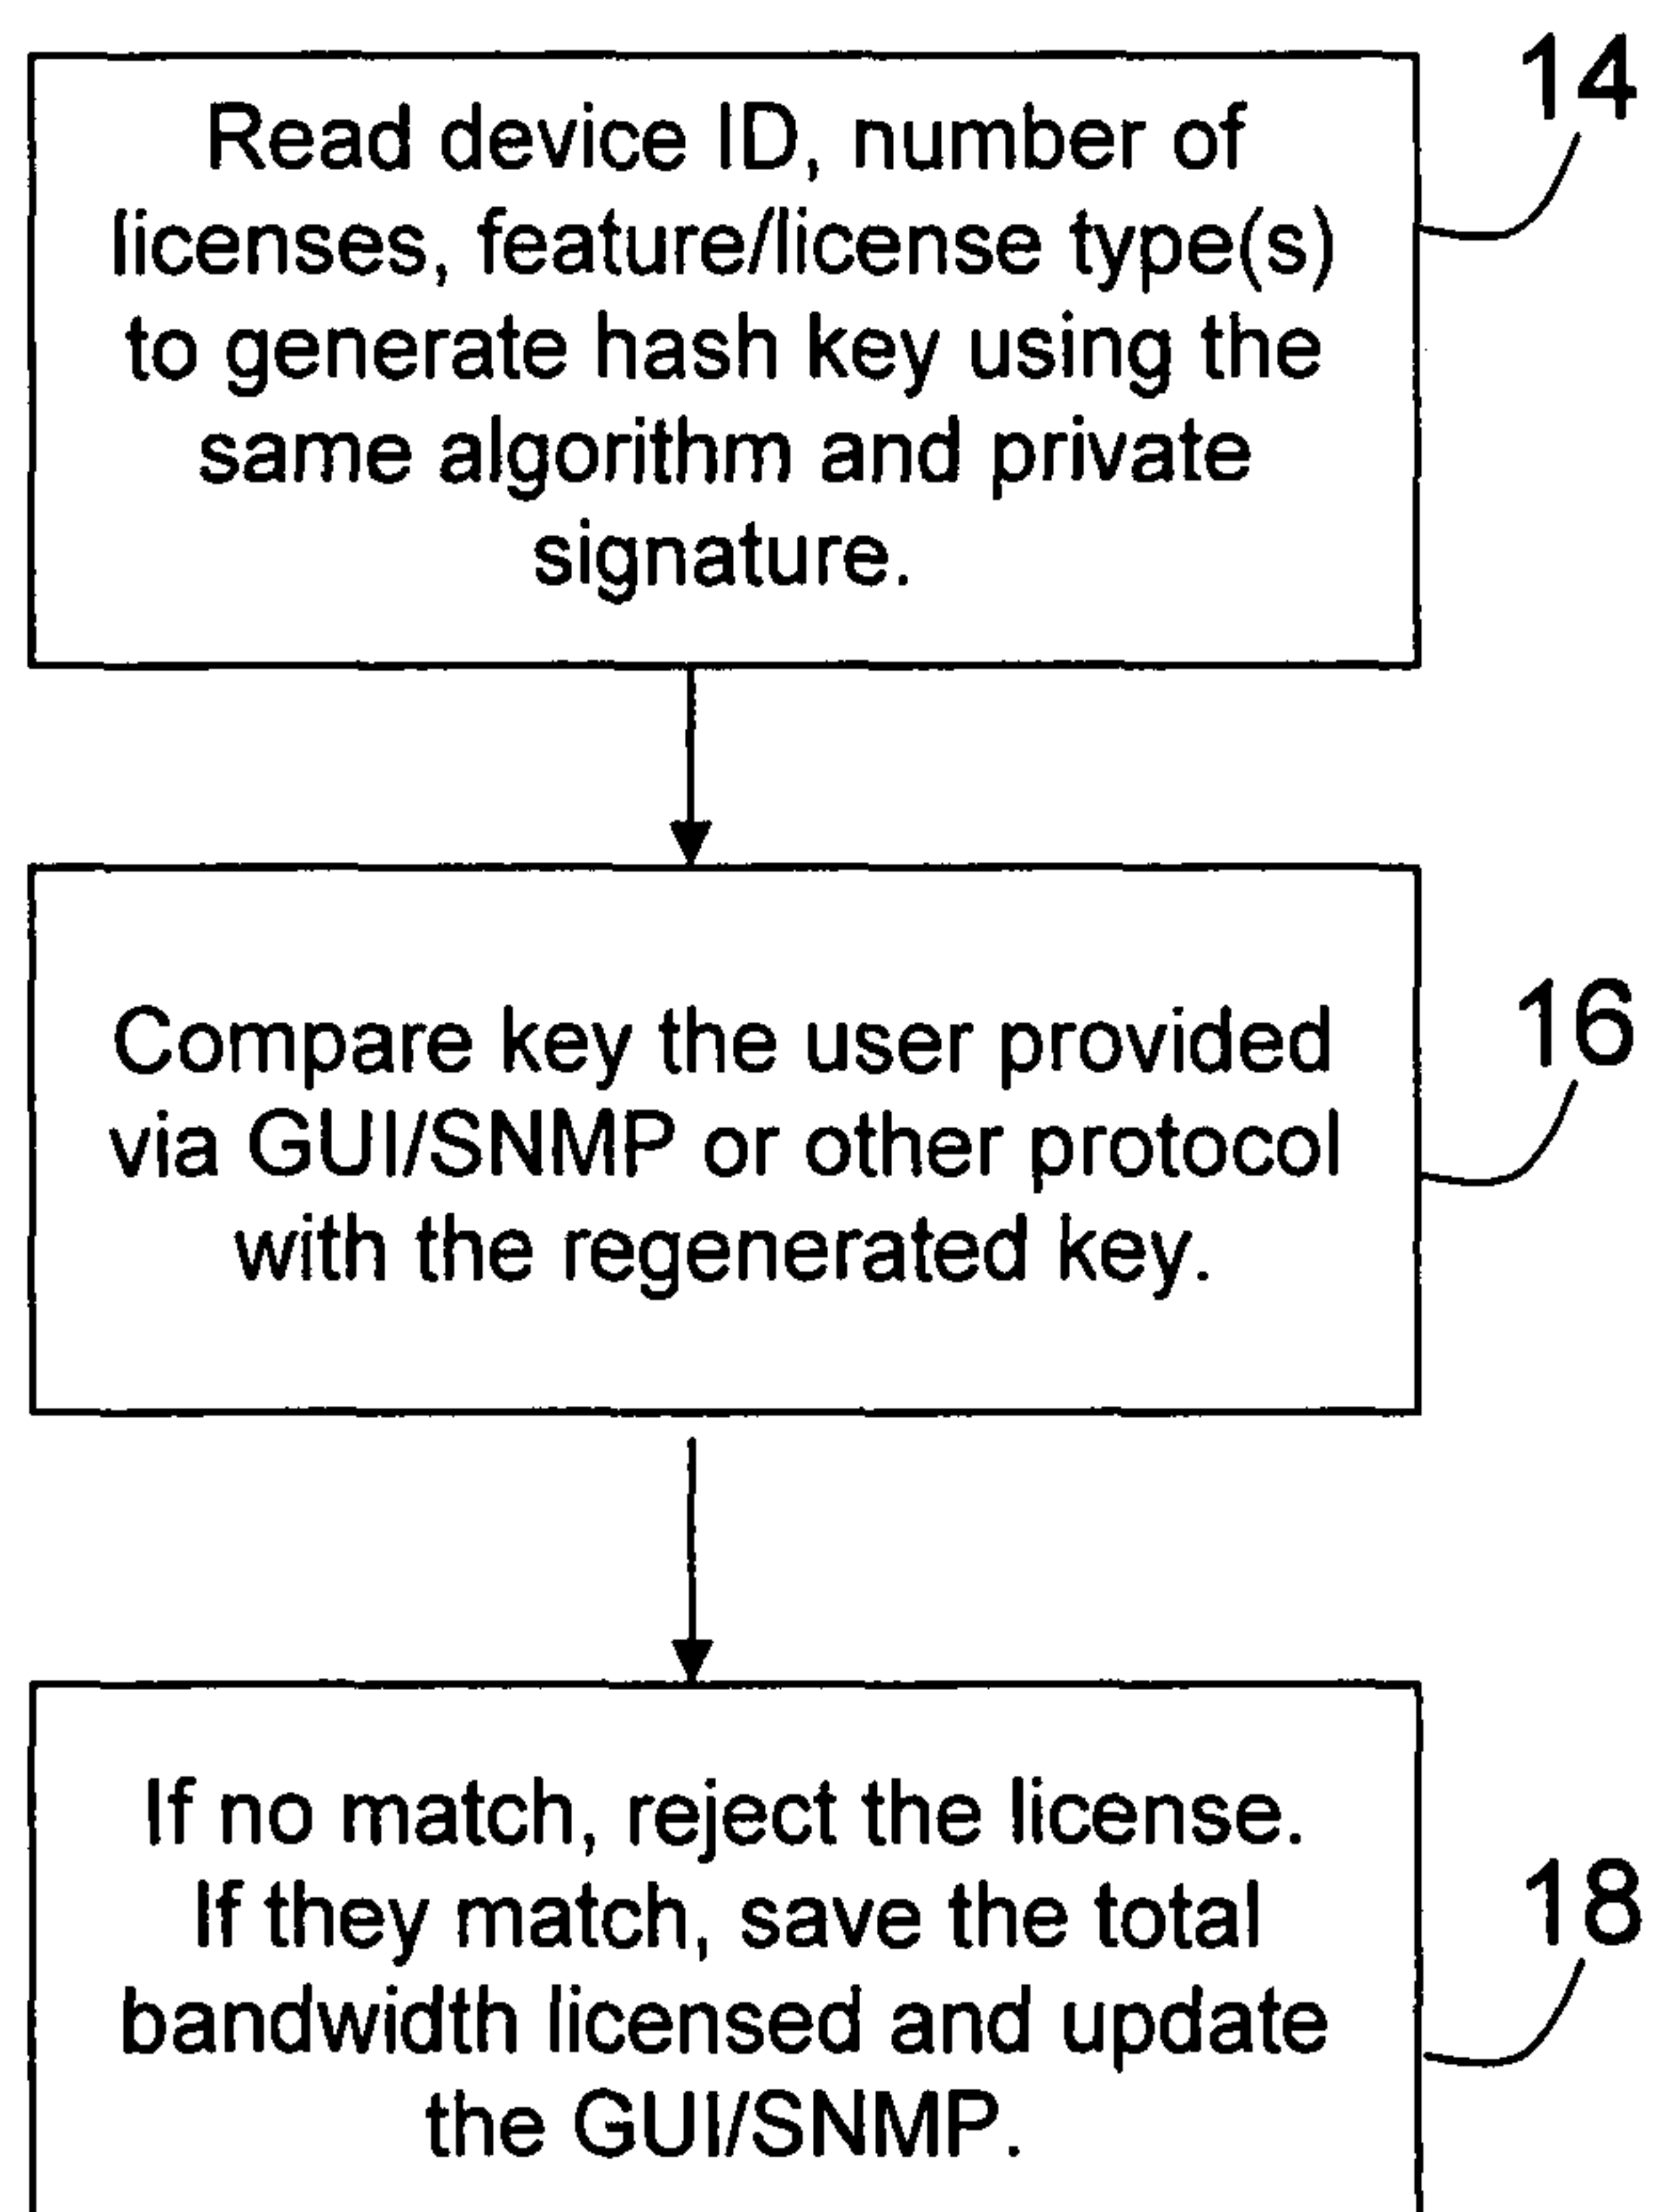 14
Read device ID, number of
licenses, feature/license type(s)
to generate hash key using the
same algorithm and private
signature.
16
Compare key the user provided
via GUI/SNMP or other protocol
with the regenerated key.
18
If no match, reject the license.
If they match, save the total
bandwidth licensed and update
the GUI/SNMP.